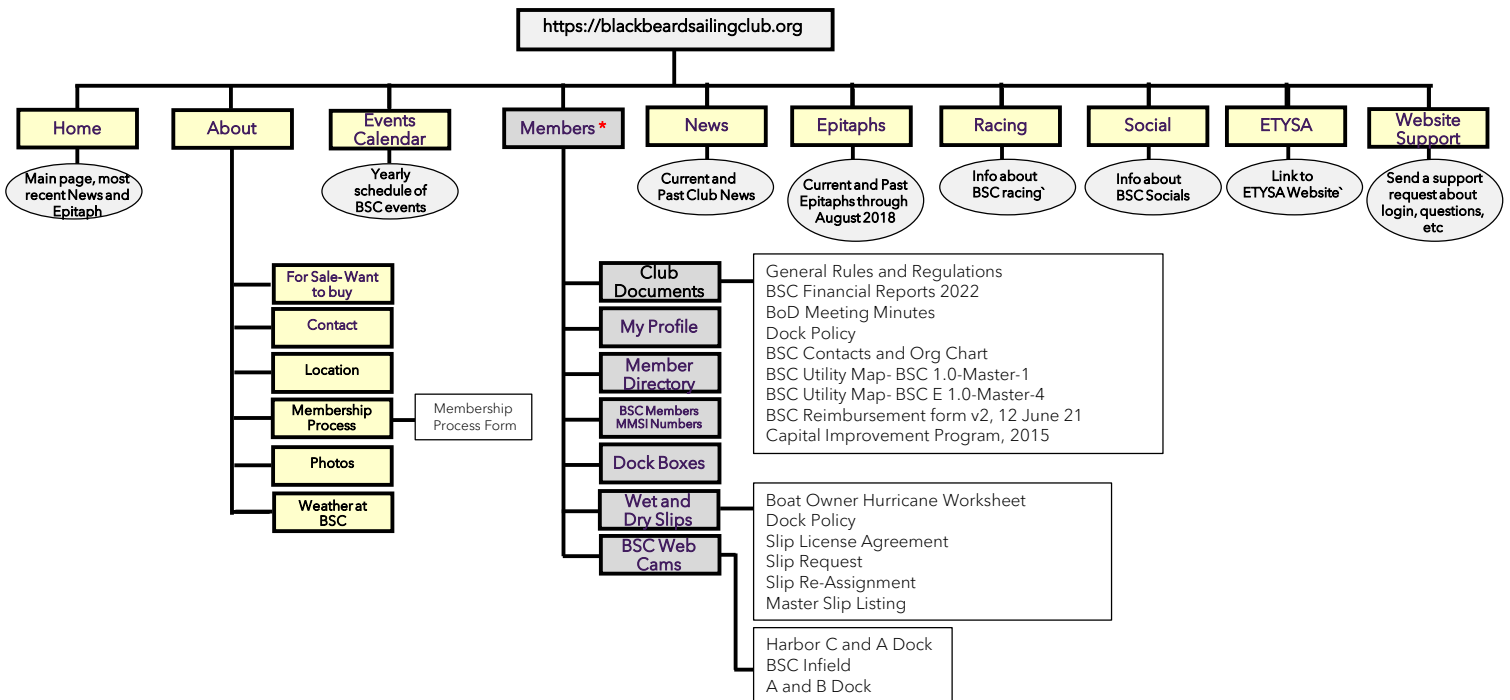 https://blackbeardsailingclub.org
Home
About
Events
Calendar
Members *
News
Epitaphs
Racing
Social
ETYSA
Website
Support
Main page, most
recent News and
Epitaph
Yearly
schedule of
BSC events
Current and
Past Club News
Current and Past
Epitaphs through
August 2018
Info about
BSC racing`
Info about
BSC Socials
Link to
ETYSA Website`
Send a support
request about
login, questions,
etc
For Sale-Want
to buy
Contact
Location
Membership
Process
Membership
Process Form
Photos
Weather at
BSC
Club
Documents
General Rules and Regulations
BSC Financial Reports 2022
BoD Meeting Minutes
Dock Policy
BSC Contacts and Org Chart
BSC Utility Map- BSC 1.0-Master-1
BSC Utility Map- BSC E 1.0-Master-4
BSC Reimbursement form v2, 12 June 21
Capital Improvement Program, 2015
My Profile
Member
Directory
BSC Members
MMSI Numbers
Dock Boxes
Wet and
Dry Slips
Boat Owner Hurricane Worksheet
Dock Policy
Slip License Agreement
Slip Request
Slip Re-Assignment
Master Slip Listing
BSC Web
Cams
Harbor C and A Dock
BSC Infield
A and B Dock